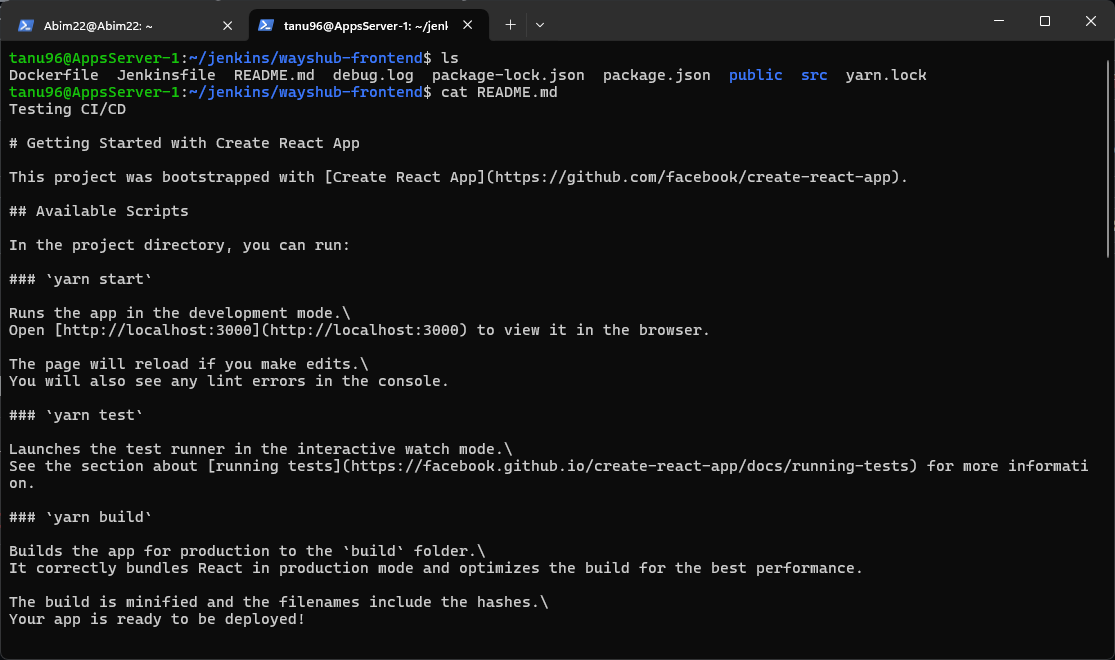 Abim22@Abim22: ~
tanu96@AppsServer-1: ~/jenk
tanu96@AppsServer-1:~/jenkins/wayshub-frontend$ ls
Dockerfile  Jenkinsfile  README.md  debug.log  package-lock.json  package.json  public  src  yarn.lock
tanu96@AppsServer-1:~/jenkins/wayshub-frontend$ cat README.md
Testing CI/CD
# Getting Started with Create React App
This project was bootstrapped with [Create React App](https://github.com/facebook/create-react-app).
## Available Scripts
In the project directory, you can run:
### `yarn start`
Runs the app in the development mode.\
Open [http://localhost:3000](http://localhost:3000) to view it in the browser.
The page will reload if you make edits.\
You will also see any lint errors in the console.
### `yarn test`
Launches the test runner in the interactive watch mode.\
See the section about [running tests](https://facebook.github.io/create-react-app/docs/running-tests) for more informati
on.
### `yarn build`
Builds the app for production to the `build` folder.\
It correctly bundles React in production mode and optimizes the build for the best performance.
The build is minified and the filenames include the hashes.\
Your app is ready to be deployed!